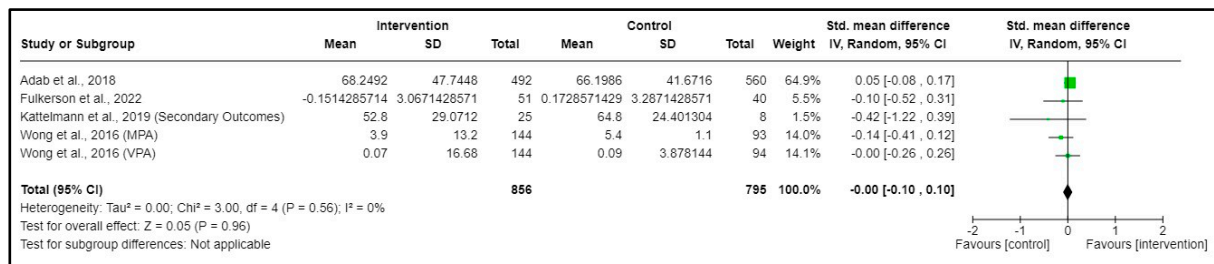 Intervention Control Std. mean difference Std. mean difference
Study or Subgroup Mean SD Total Mean SD Total Weight IV, Random, 95% CI IV, Random, 95% CI
Adab et al., 2018 68.2492 47.7448 492 66.1986 41.6716 560 64.9% 0.05 [-0.08 , 0.17]
Fulkerson et al., 2022 -0.1514285714 3.0671428571 51 0.1728571429 3.2871428571 40 5.5% -0.10 [-0.52 , 0.31]
Kattelmann et al., 2019 (Secondary Outcomes) 52.8 29.0712 25 64.8 24.401304 8 1.5% -0.42 [-1.22 , 0.39]
Wong et al., 2016 (MPA) 3.9 13.2 144 5.4 1.1 93 14.0% -0.14 [-0.41 , 0.12]
Wong et al., 2016 (VPA) 0.07 16.68 144 0.09 3.878144 94 14.1% -0.00 [-0.26 , 0.26]
Total (95% CI) 856 795 100.0% -0.00 [-0.10 , 0.10]
Heterogeneity: Tau² = 0.00; Chi² = 3.00, df = 4 (P = 0.56); I² = 0%
Test for overall effect: Z = 0.05 (P = 0.96)
Test for subgroup differences: Not applicable
-2 -1 0 1 2
Favours [control] Favours [intervention]